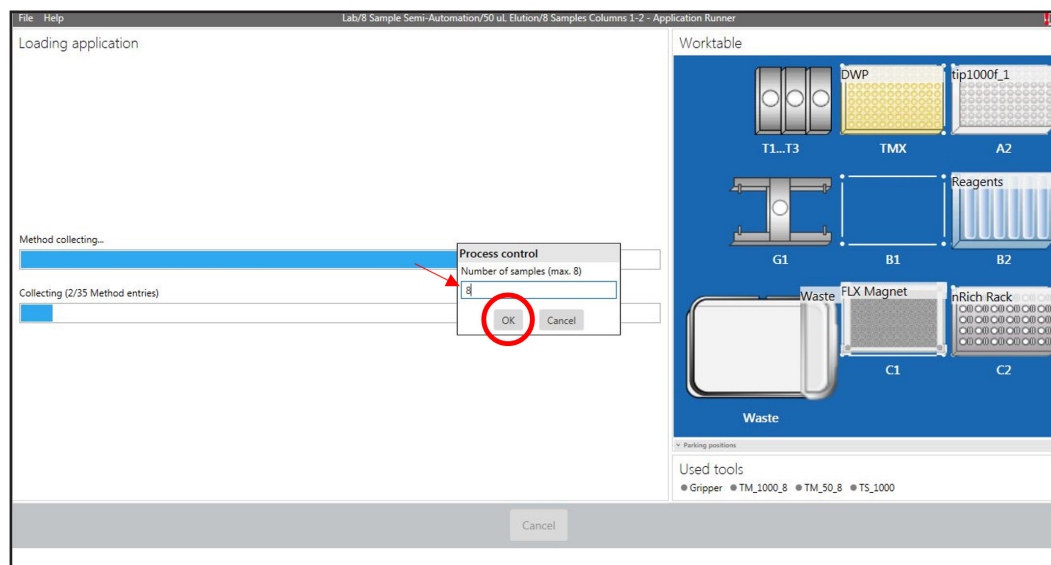 File Help
Lab/8 Sample Semi-Automation/50 uL Elution/8 Samples Columns 1-2 - Application Runner
Loading application
Method collecting...
Collecting (2/35 Method entries)
Process control
Number of samples (max. 8)
8
OK Cancel
Worktable
DWP tip1000f_1
T1...T3 TMX A2
Reagents
G1 B1 B2
Waste FLX Magnet nRich Rack
C1 C2
Waste
Parking positions
Used tools
Gripper TM_1000_8 TM_50_8 TS_1000
Cancel